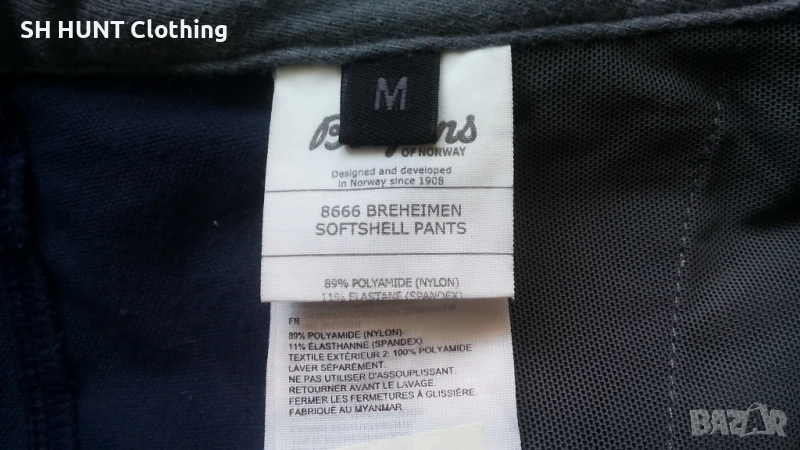 SH HUNT Clothing
M
OF NORWAY
Designed and developed
in Norway since 1908
8666 BREHEIMEN
SOFTSHELL PANTS
89% POLYAMIDE (NYLON)
11% ELASTANE (SPANDEX)
FR
89% POLYAMIDE (NYLON)
11% ÉLASTHANNE (SPANDEX)
TEXTILE EXTÉRIEUR 2: 100% POLYAMIDE
LAVER SÉPARÉMENT.
NE PAS UTILISER D'ASSOUPLISSANT.
RETOURNER AVANT LE LAVAGE.
FERMER LES FERMETURES À GLISSIÈRE.
FABRIQUÉ AU MYANMAR.
BAZAR